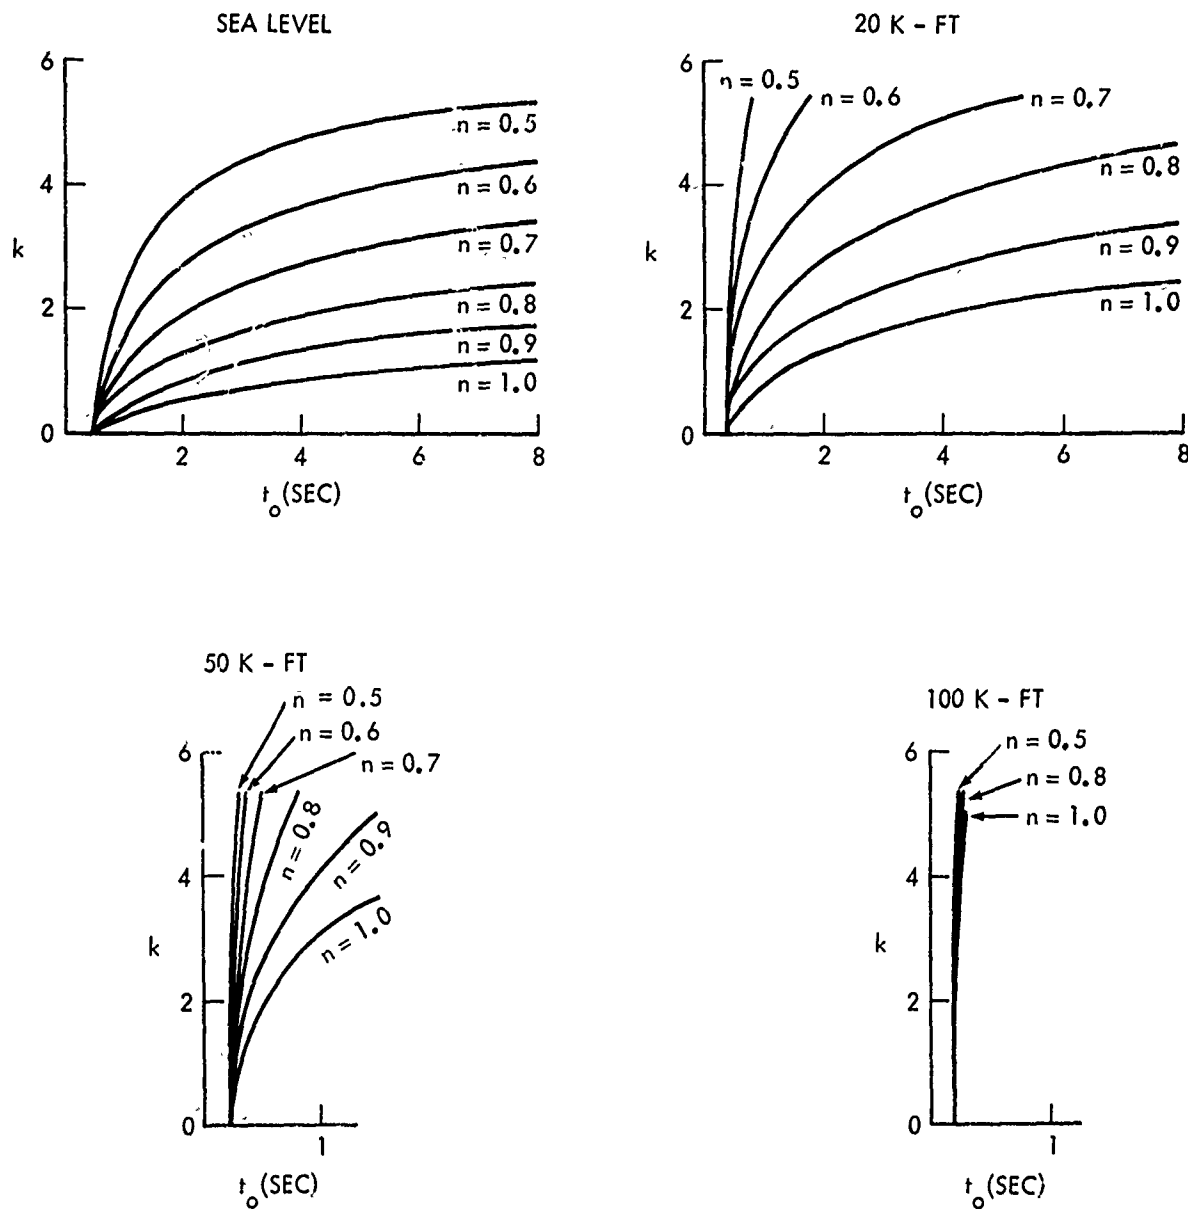 SEA LEVEL
6
4
2
0
k
n = 0.5
n = 0.6
n = 0.7
n = 0.8
n = 0.9
n = 1.0
2
4
6
8
to(SEC)
20 K - FT
6
4
2
0
k
n = 0.5
n = 0.6
n = 0.7
n = 0.8
n = 0.9
n = 1.0
2
4
6
8
to(SEC)
50 K - FT
n = 0.5
n = 0.6
n = 0.7
n = 0.8
n = 0.9
n = 1.0
6
4
2
0
k
1
to(SEC)
100 K - FT
n = 0.5
n = 0.8
n = 1.0
6
4
2
0
k
1
to(SEC)